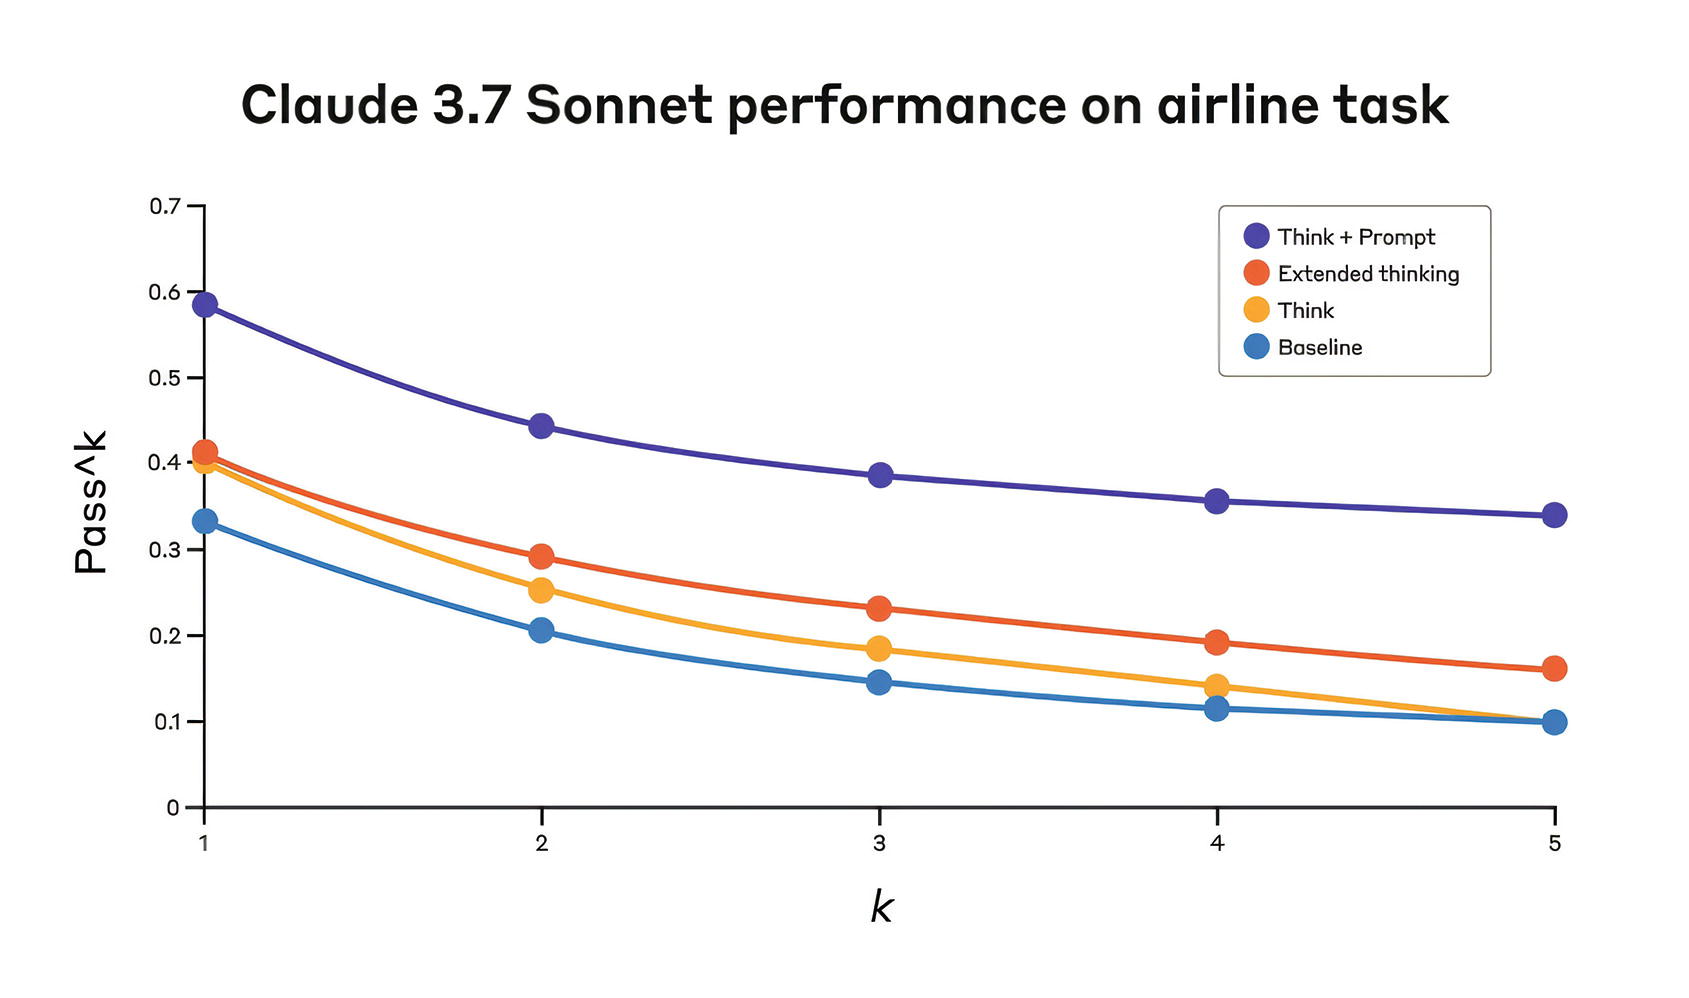 Claude 3.7 Sonnet performance on airline task
0.7
0.6
0.5
0.4
0.3
0.2
0.1
0
Pass^k
Think + Prompt
Extended thinking
Think
Baseline
1 2 3 4 5
k